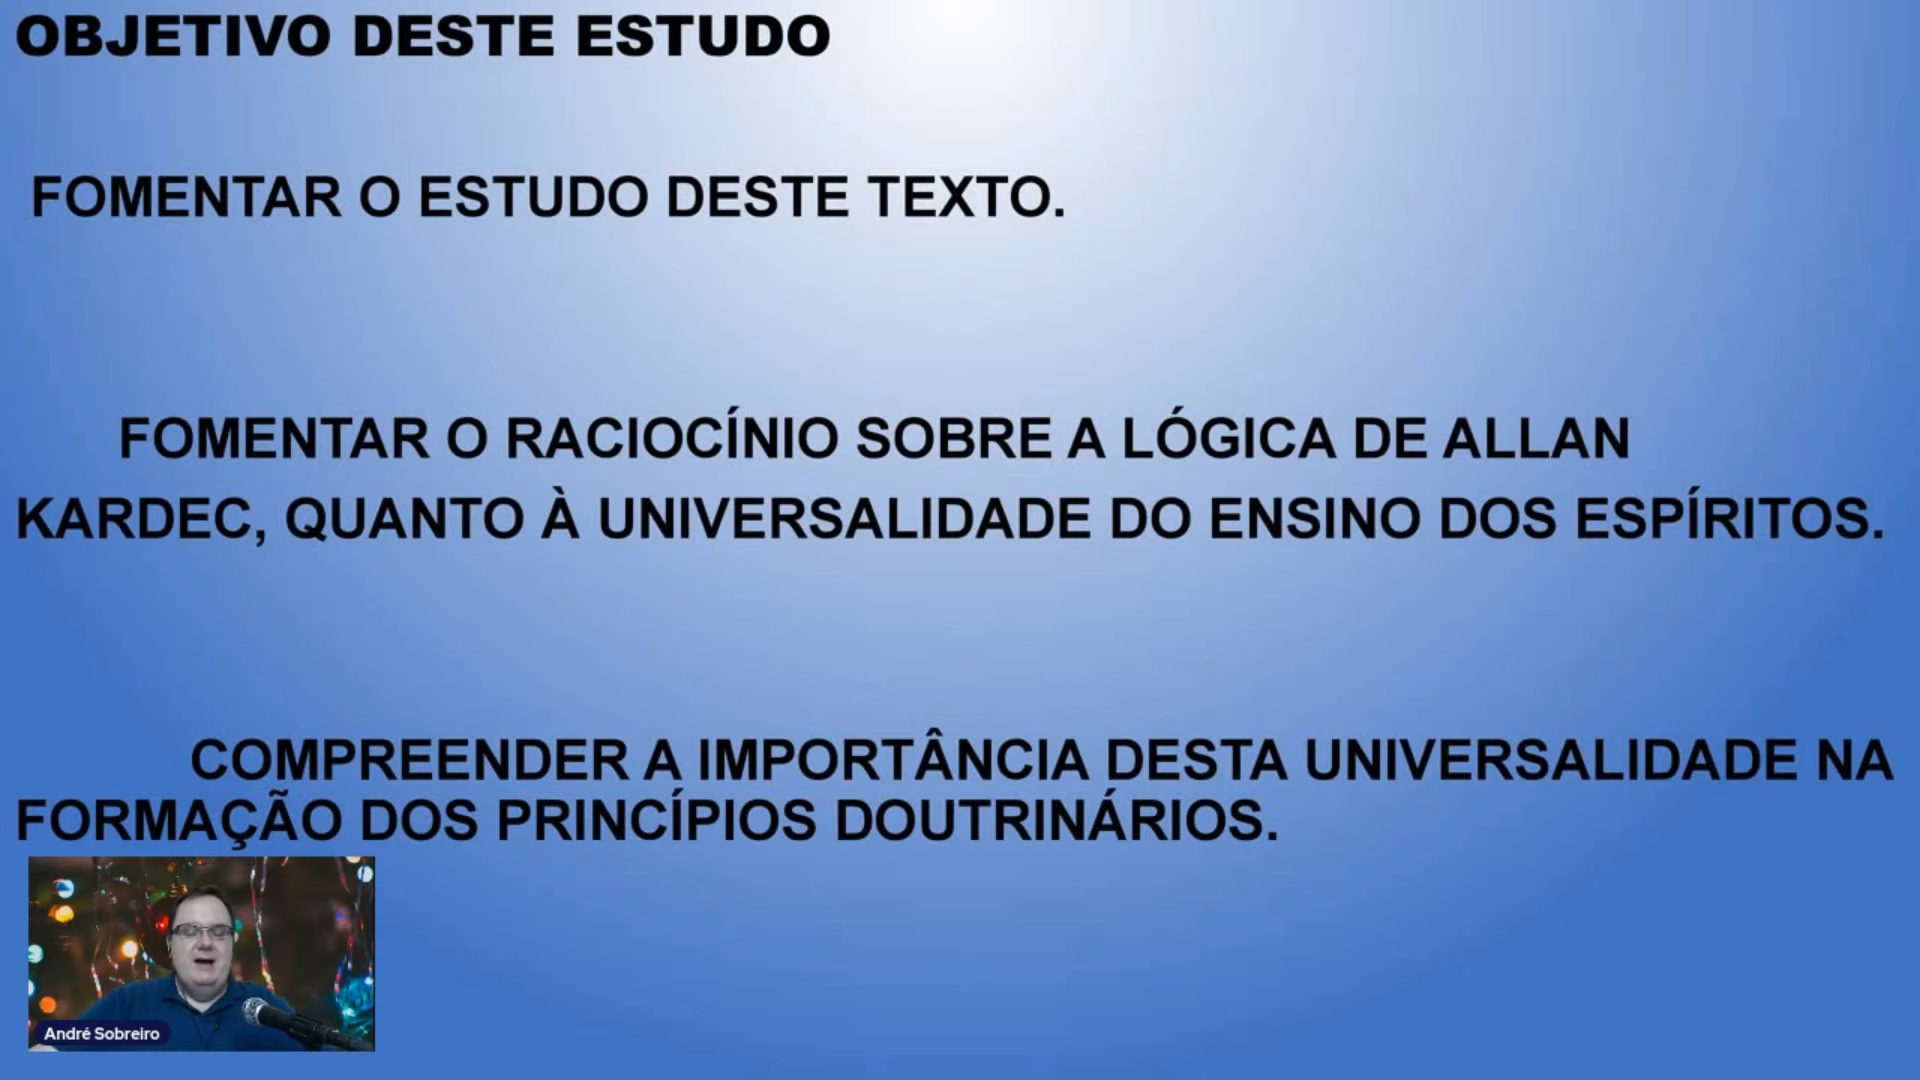 OBJETIVO DESTE ESTUDO
FOMENTAR O ESTUDO DESTE TEXTO.
FOMENTAR O RACIOCÍNIO SOBRE A LÓGICA DE ALLAN
KARDEC, QUANTO À UNIVERSALIDADE DO ENSINO DOS ESPÍRITOS.
COMPREENDER A IMPORTÂNCIA DESTA UNIVERSALIDADE NA
FORMAÇÃO DOS PRINCÍPIOS DOUTRINÁRIOS.
André Sobreiro